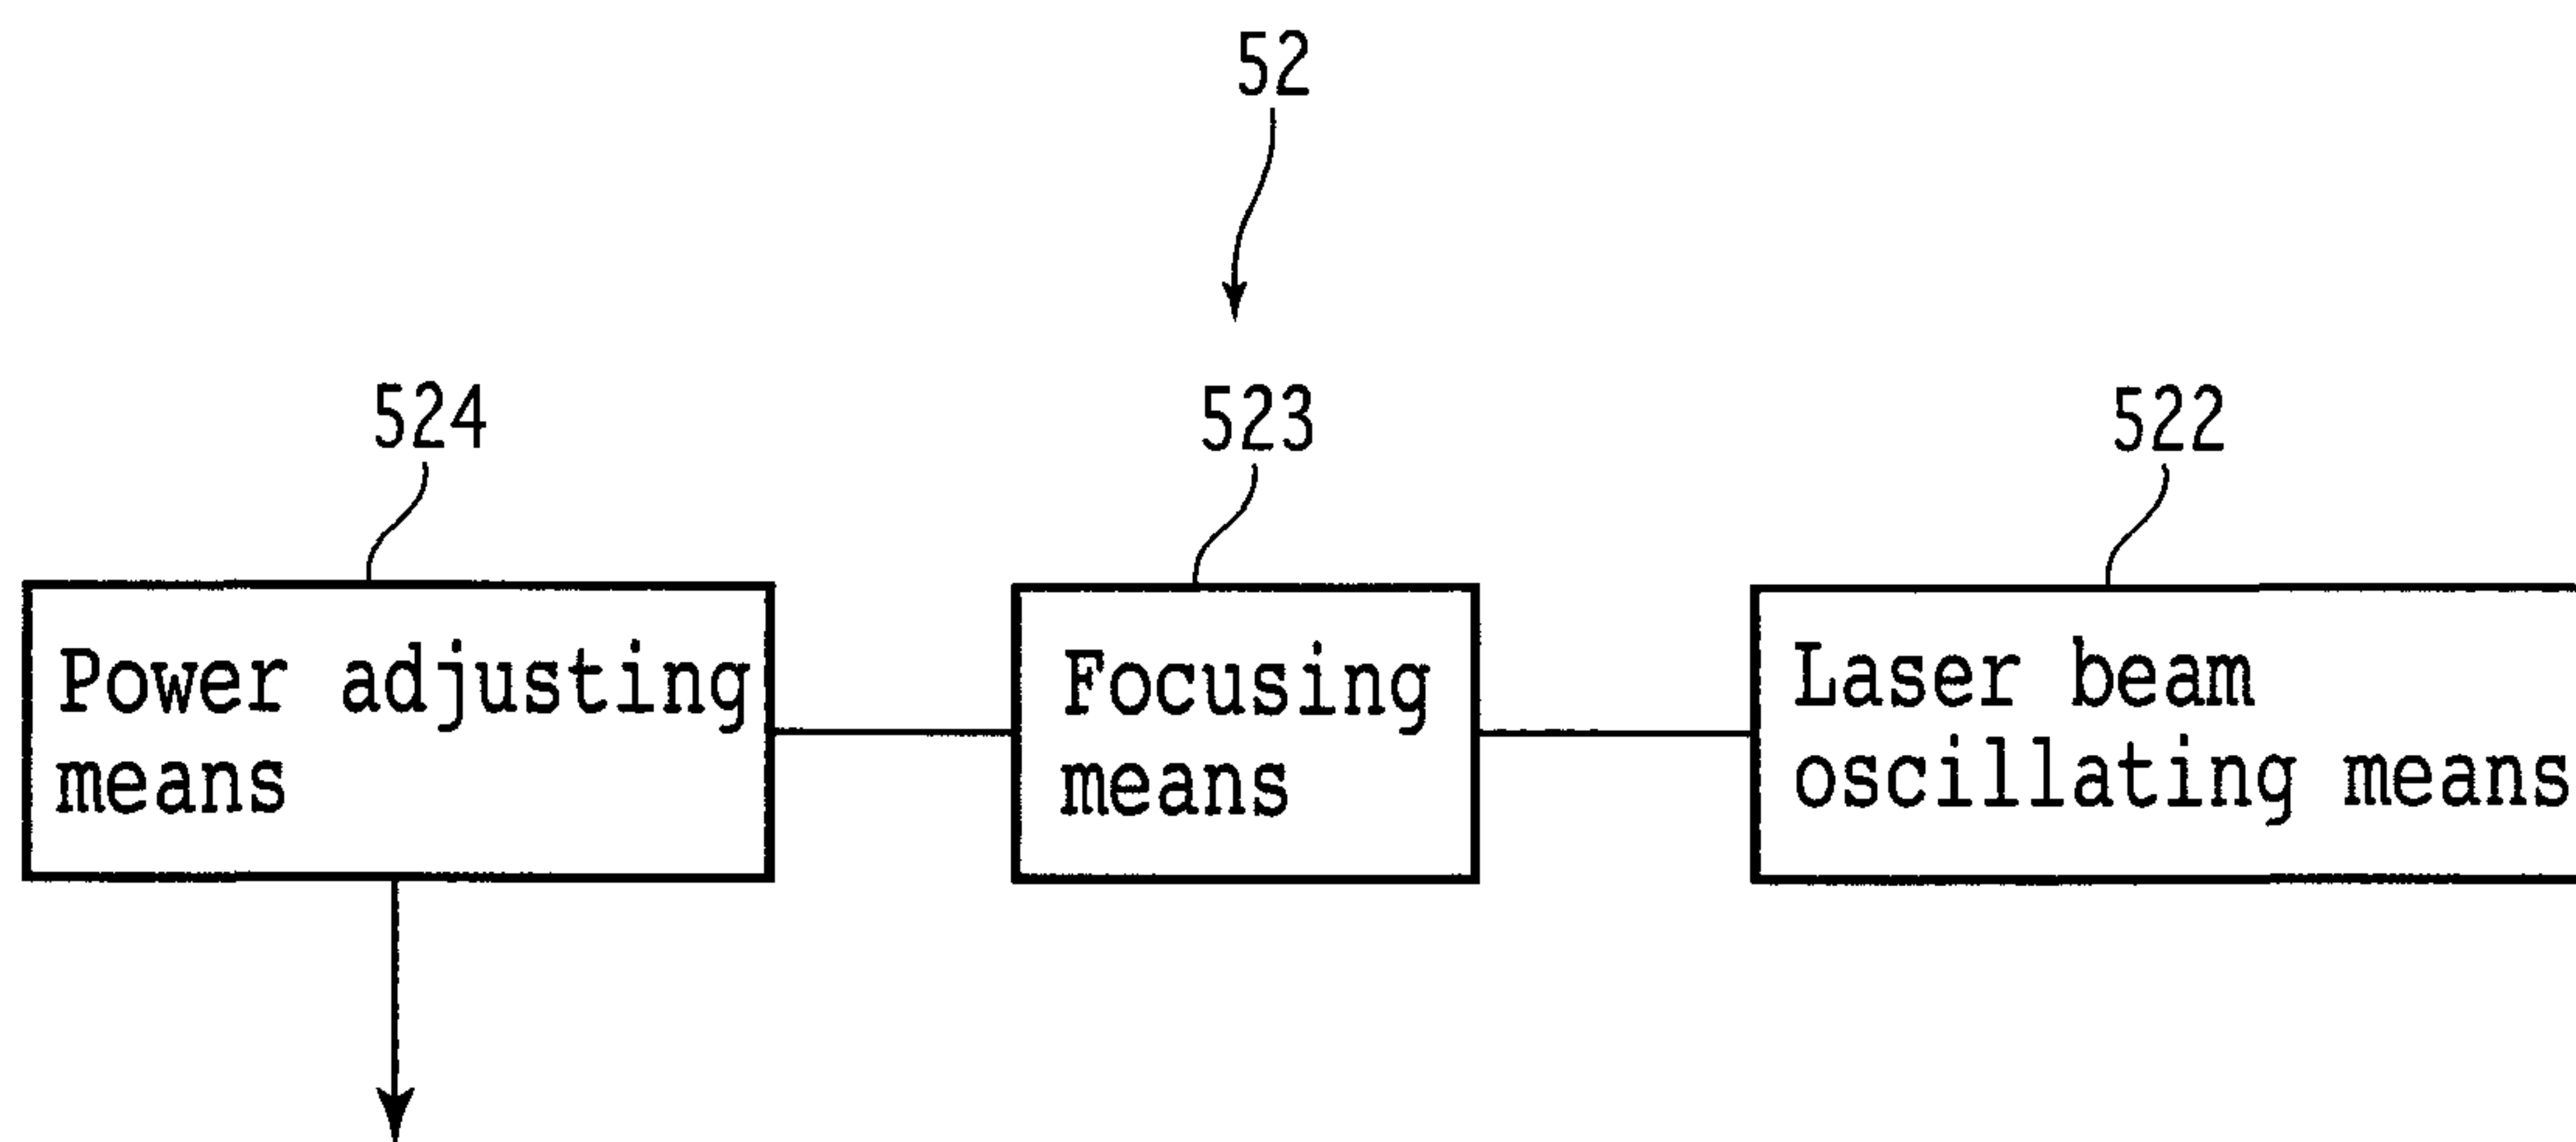 52
524
523
522
Power adjusting
means
Focusing
means
Laser beam
oscillating means